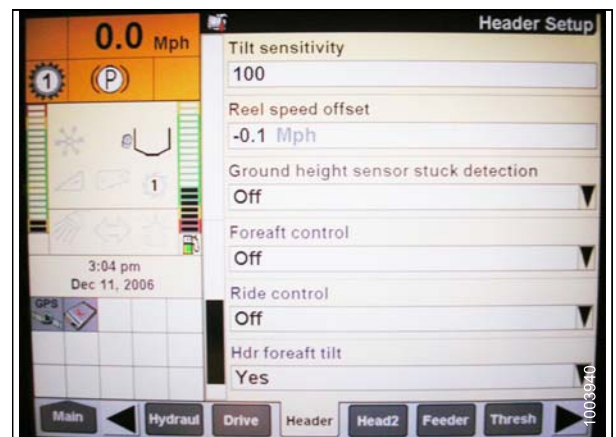 0.0 Mph
Header Setup
1
(P)
Tilt sensitivity
100
Reel speed offset
-0.1 Mph
Ground height sensor stuck detection
Off
1
Foreaft control
Off
3:04 pm
Dec 11, 2006
Ride control
Off
GPS
Hdr foreaft tilt
Yes
Main
Hydraul
Drive
Header
Head2
Feeder
Thresh
1003940